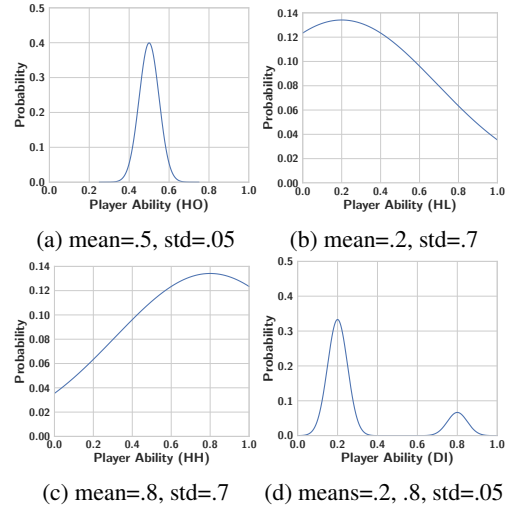 0.5
0.4
0.3
0.2
0.1
0.0
Probability
0.0 0.2 0.4 0.6 0.8 1.0
Player Ability (HO)
0.14
0.12
0.10
0.08
0.06
0.04
0.02
0.00
Probability
0.0 0.2 0.4 0.6 0.8 1.0
Player Ability (HL)
(a) mean=.5, std=.05 (b) mean=.2, std=.7
0.14
0.12
0.10
0.08
0.06
0.04
0.02
0.00
Probability
0.0 0.2 0.4 0.6 0.8 1.0
Player Ability (HH)
0.5
0.4
0.3
0.2
0.1
0.0
Probability
0.0 0.2 0.4 0.6 0.8 1.0
Player Ability (DI)
(c) mean=.8, std=.7 (d) means=.2, .8, std=.05